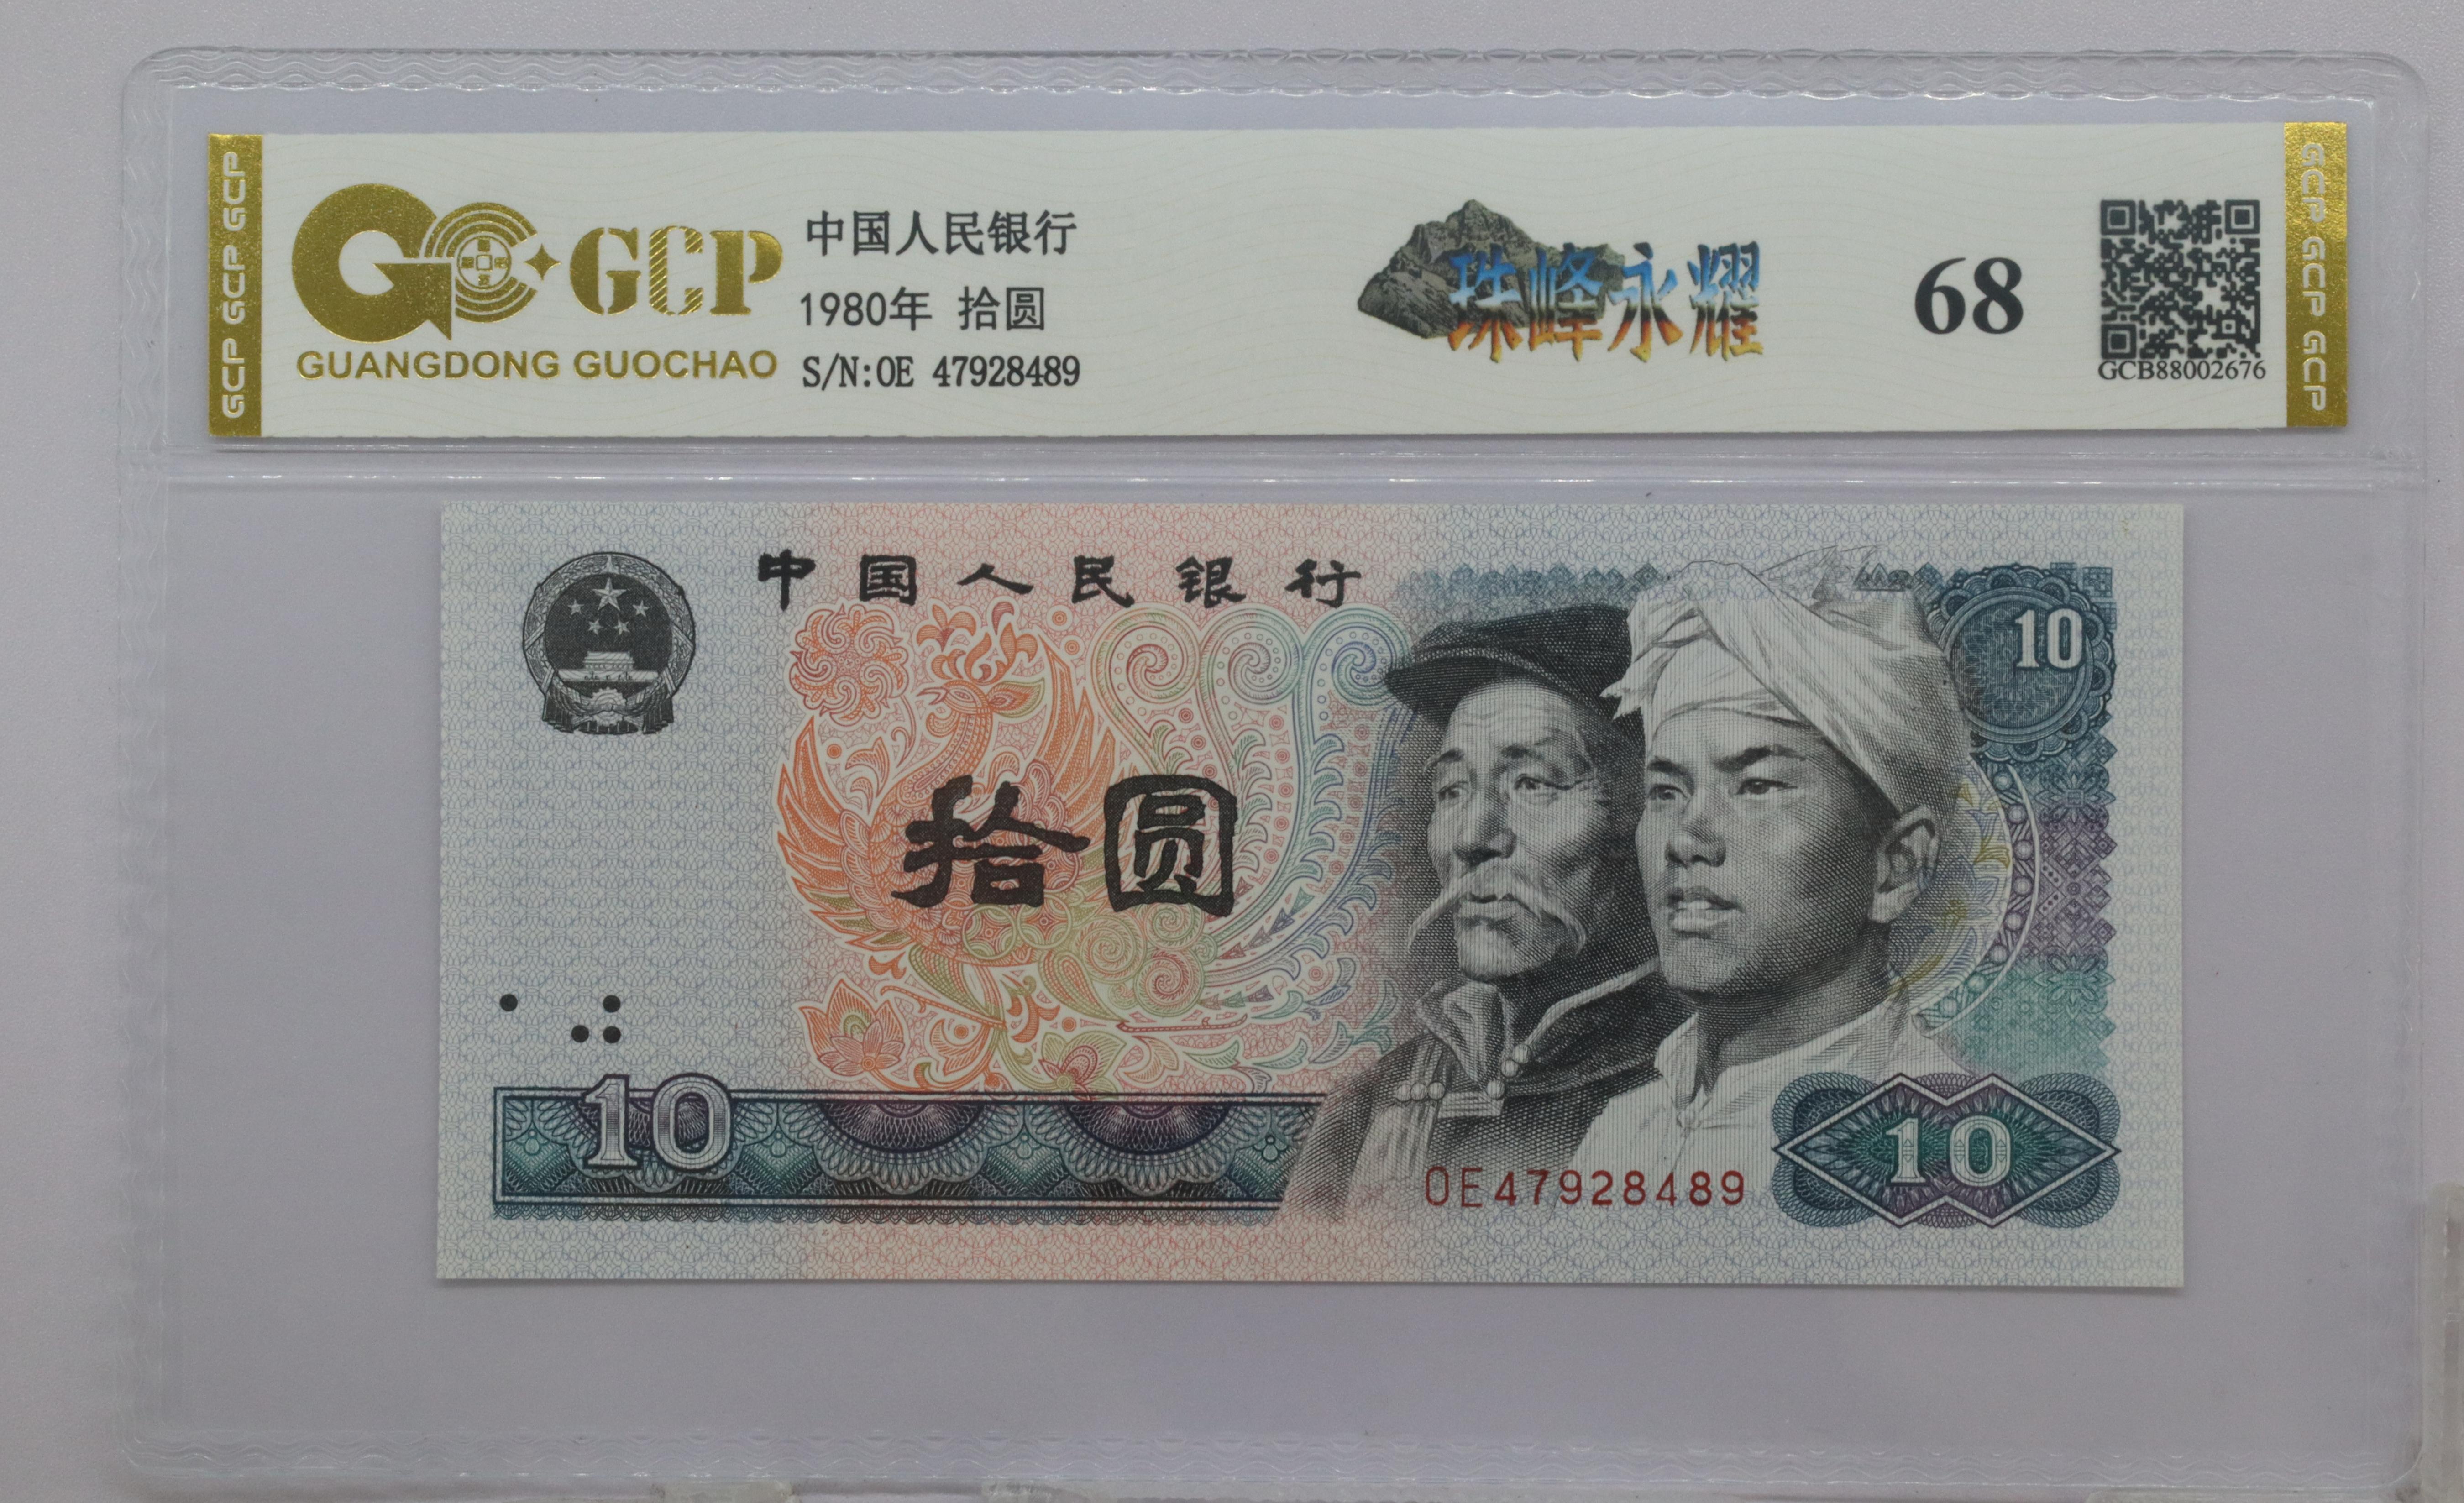 GCP GCP GCP
GCP
GUANGDONG GUOCHAO
中国人民银行
1980年 拾圆
S/N:0E 47928489
珠峰永耀
68
GCB88002676
GCP GCP GCP
中国人民银行
10
拾圆
10
0E47928489
10